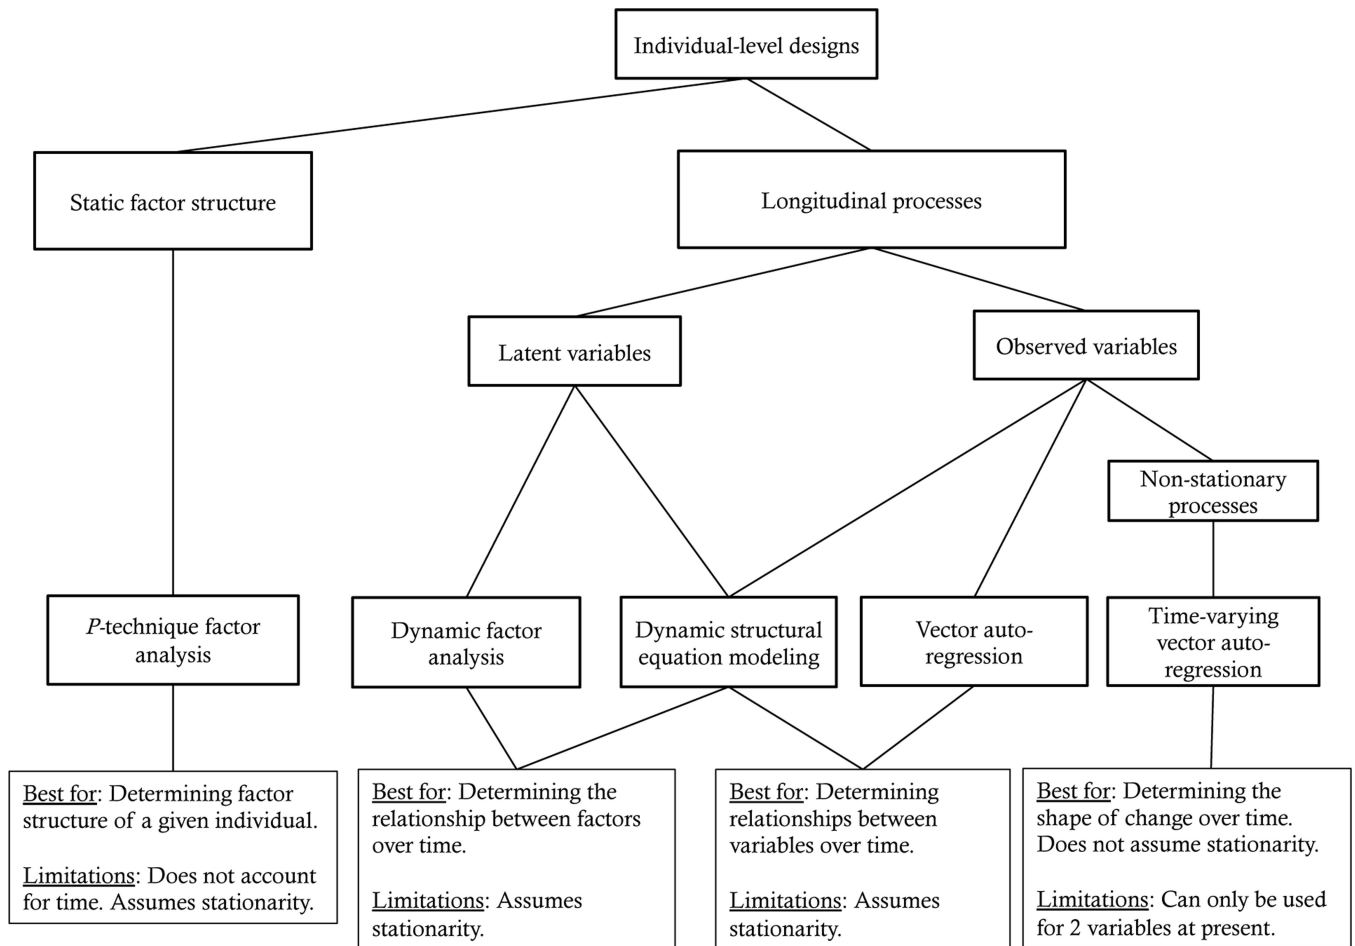 Individual-level designs
Static factor structure
Longitudinal processes
Latent variables
Observed variables
Non-stationary
processes
P-technique factor
analysis
Dynamic factor
analysis
Dynamic structural
equation modeling
Vector auto-
regression
Time-varying
vector auto-
regression
Best for: Determining factor
structure of a given individual.
Limitations: Does not account
for time. Assumes stationarity.
Best for: Determining the
relationship between factors
over time.
Limitations: Assumes
stationarity.
Best for: Determining
relationships between
variables over time.
Limitations: Assumes
stationarity.
Best for: Determining the
shape of change over time.
Does not assume stationarity.
Limitations: Can only be used
for 2 variables at present.